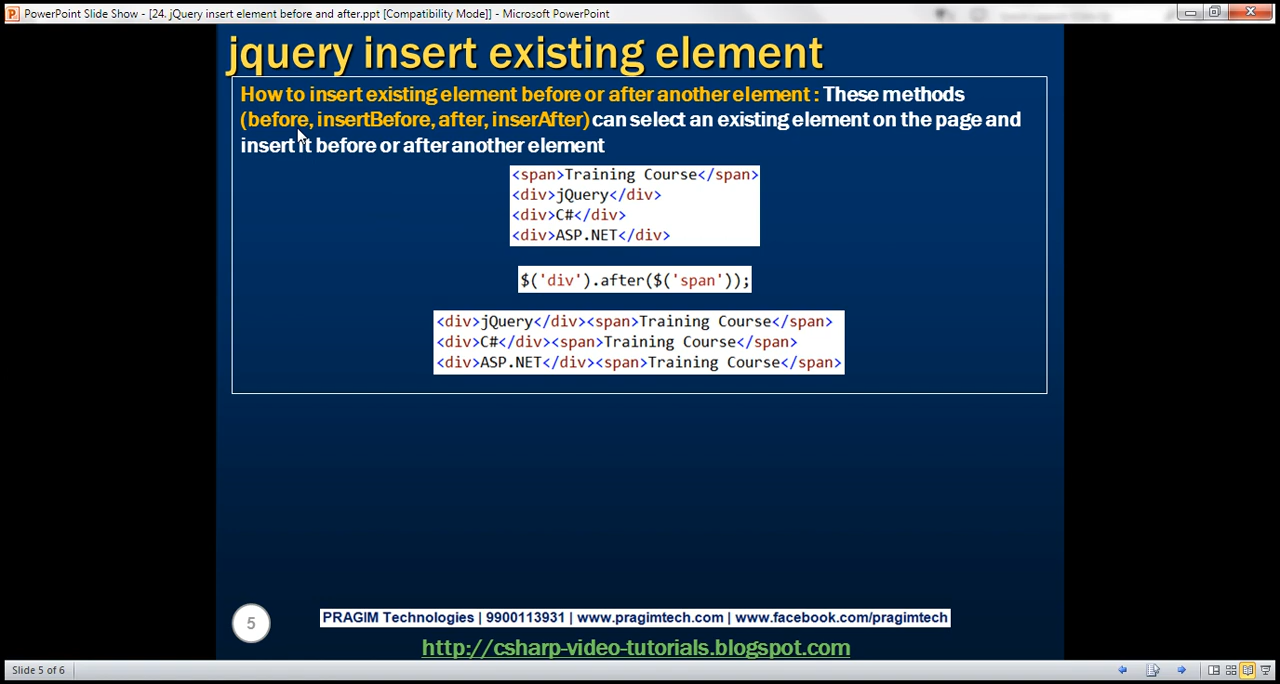 PowerPoint Slide Show - [24. jQuery insert element before and after.ppt [Compatibility Mode]] - Microsoft PowerPoint
jquery insert existing element
How to insert existing element before or after another element : These methods
(before, insertBefore, after, inserAfter) can select an existing element on the page and
insert it before or after another element
<span>Training Course</span>
<div>jQuery</div>
<div>C#</div>
<div>ASP.NET</div>
$('div').after($('span'));
<div>jQuery</div><span>Training Course</span>
<div>C#</div><span>Training Course</span>
<div>ASP.NET</div><span>Training Course</span>
5
PRAGIM Technologies | 9900113931 | www.pragimtech.com | www.facebook.com/pragimtech
http://csharp-video-tutorials.blogspot.com
Slide 5 of 6